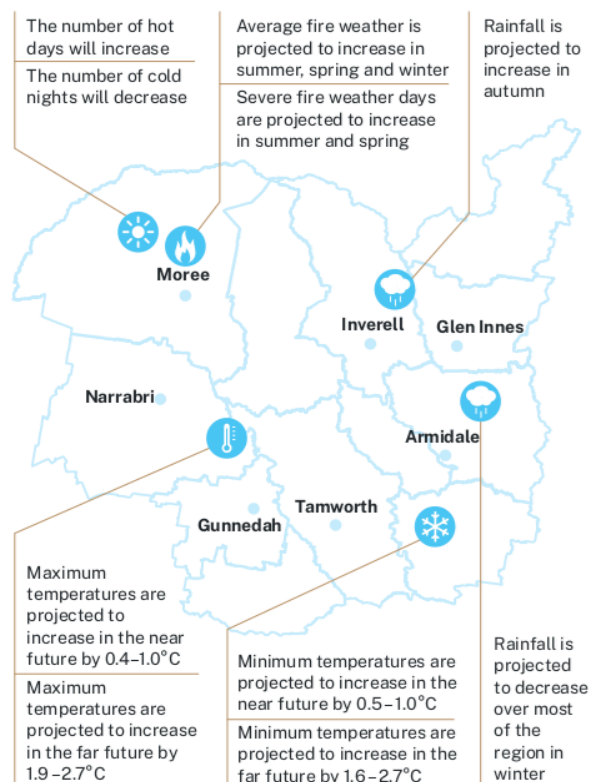 The number of hot
days will increase
The number of cold
nights will decrease
Average fire weather is
projected to increase in
summer, spring and winter
Severe fire weather days
are projected to increase
in summer and spring
Rainfall is
projected to
increase in
autumn
Moree
Inverell
Glen Innes
Narrabri
Armidale
Tamworth
Gunnedah
Maximum
temperatures are
projected to
increase in the near
future by 0.4–1.0°C
Maximum
temperatures are
projected to increase
in the far future by
1.9–2.7°C
Minimum temperatures are
projected to increase in the
near future by 0.5–1.0°C
Minimum temperatures are
projected to increase in the
far future by 1.6–2.7°C
Rainfall is
projected
to decrease
over most
of the
region in
winter